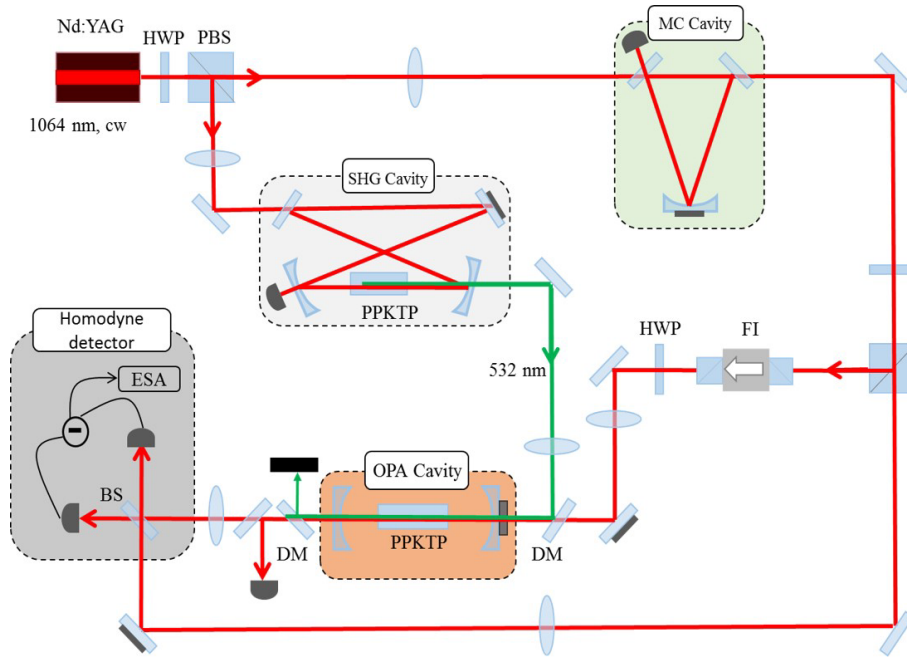 Nd:YAG
HWP
PBS
MC Cavity
1064 nm, cw
SHG Cavity
PPKTP
Homodyne
detector
ESA
532 nm
HWP
FI
OPA Cavity
BS
PPKTP
DM
DM